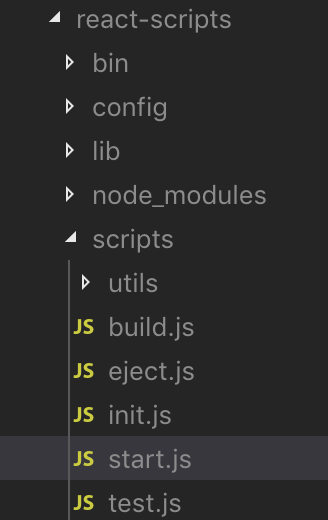 react-scripts
bin
config
lib
node_modules
scripts
utils
JS build.js
JS eject.js
JS init.js
JS start.js
JS test.js